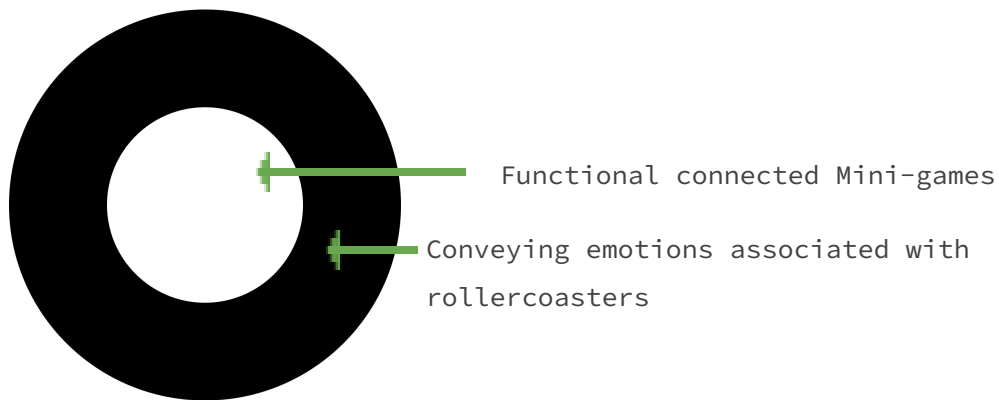 Functional connected Mini-games
Conveying emotions associated with
rollercoasters